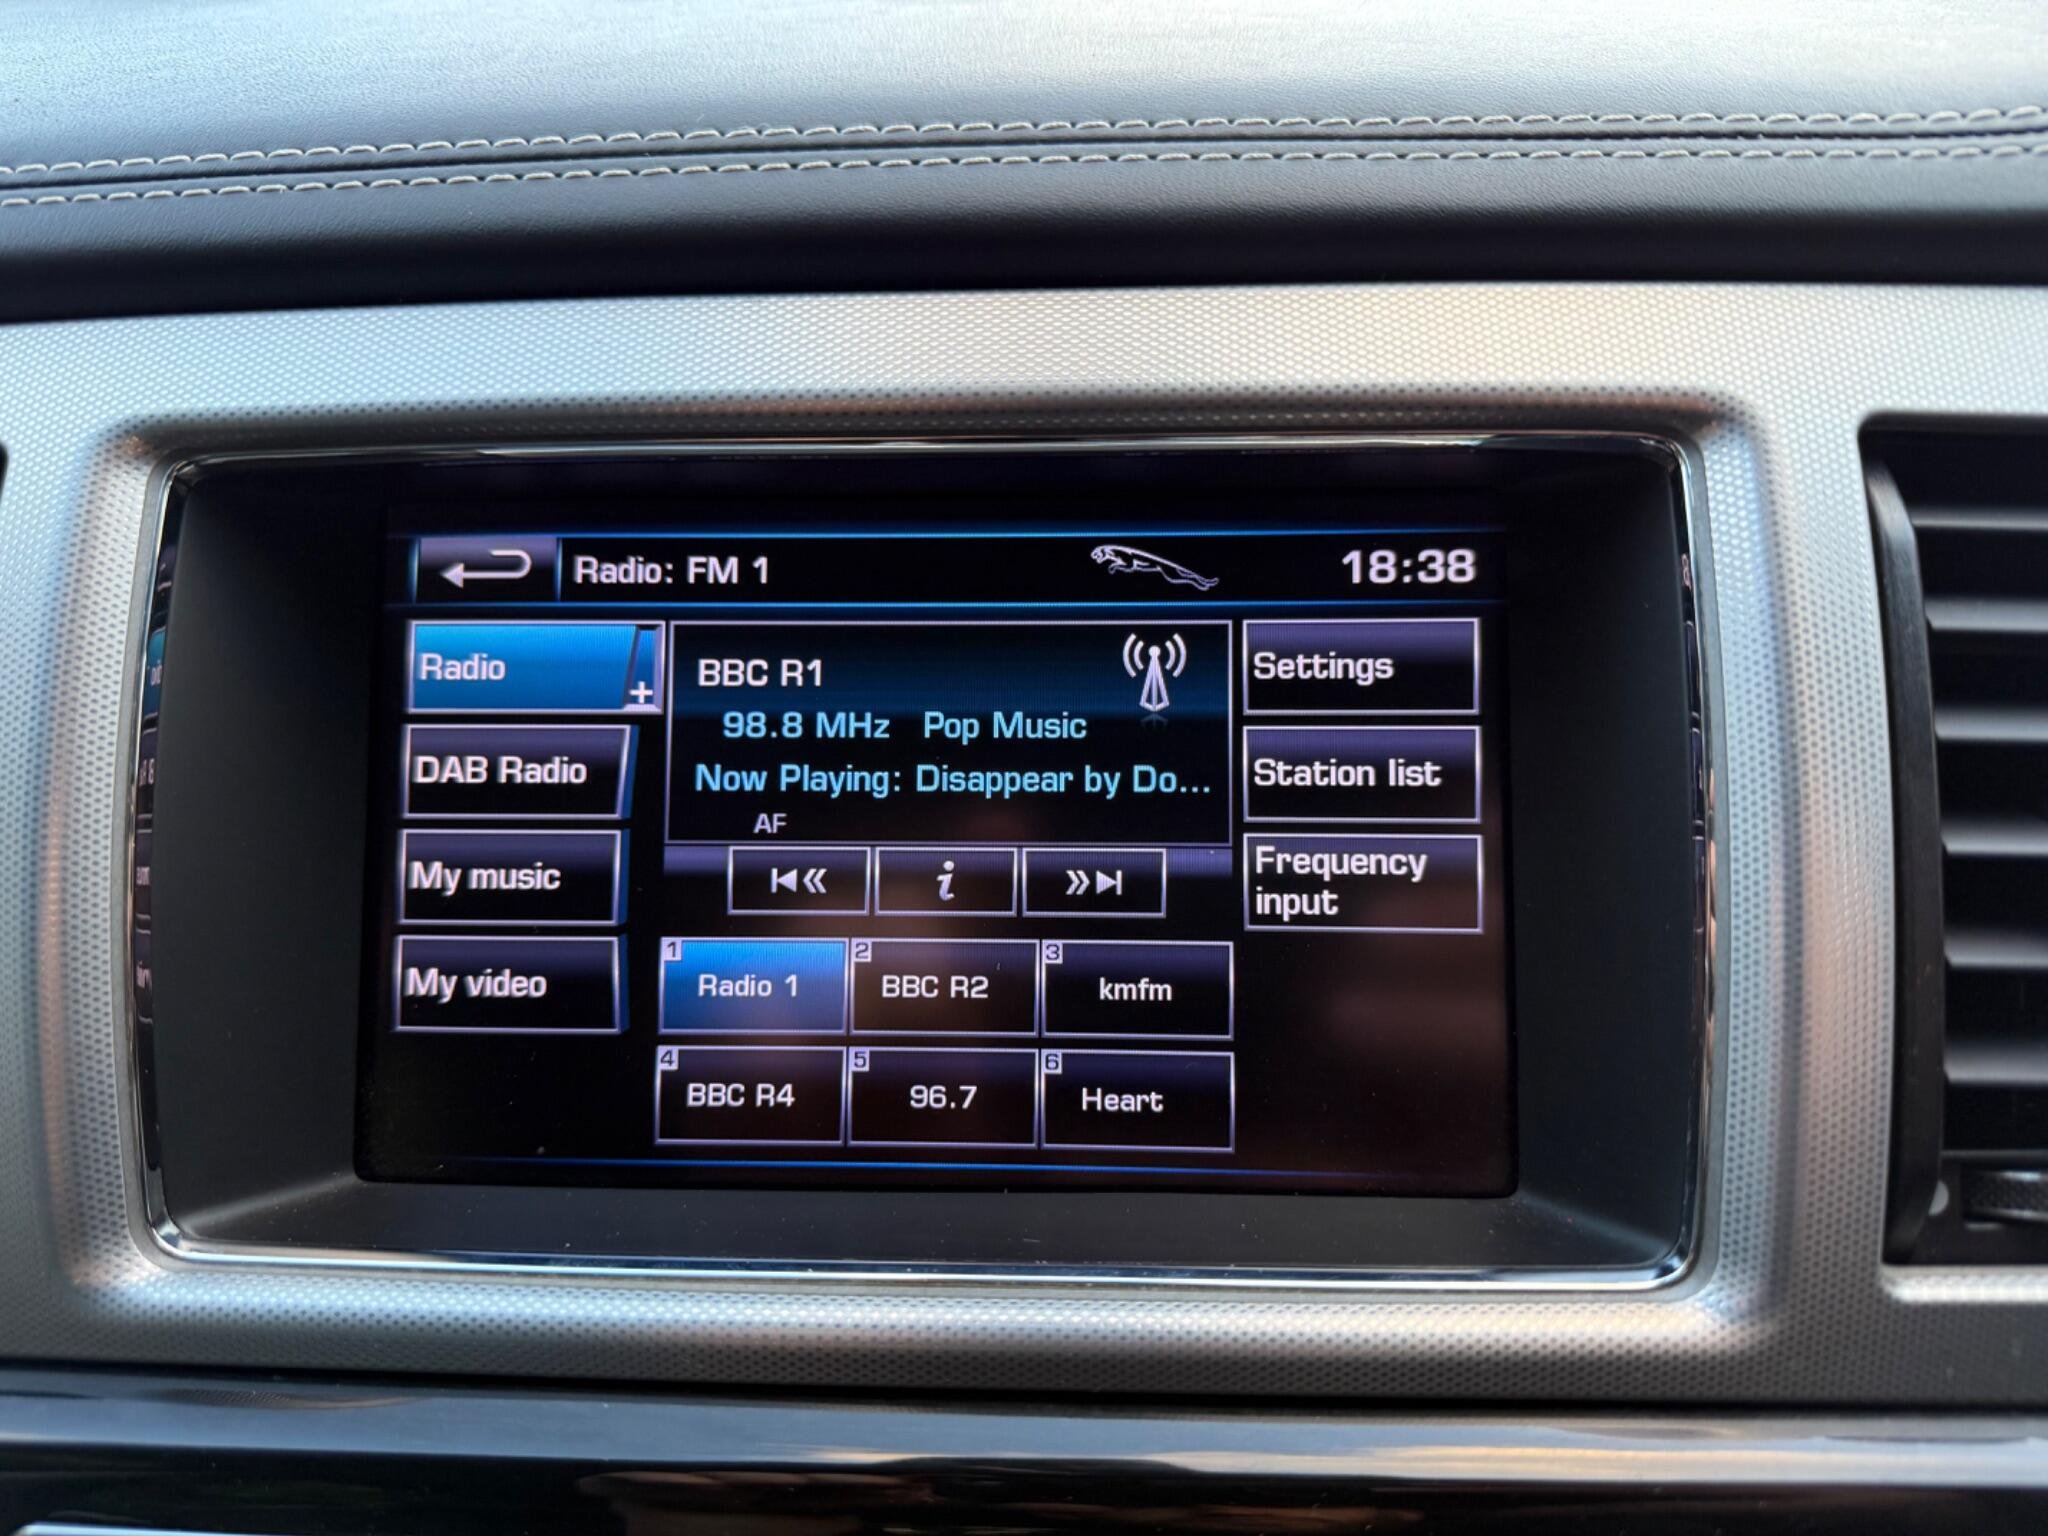 Radio: FM 1
18:38
Radio
+
DAB Radio
My music
My video
BBC R1
98.8 MHz Pop Music
Now Playing: Disappear by Do...
AF
i
1 Radio 1
2 BBC R2
3 kmfm
4 BBC R4
5 96.7
6 Heart
Settings
Station list
Frequency
input